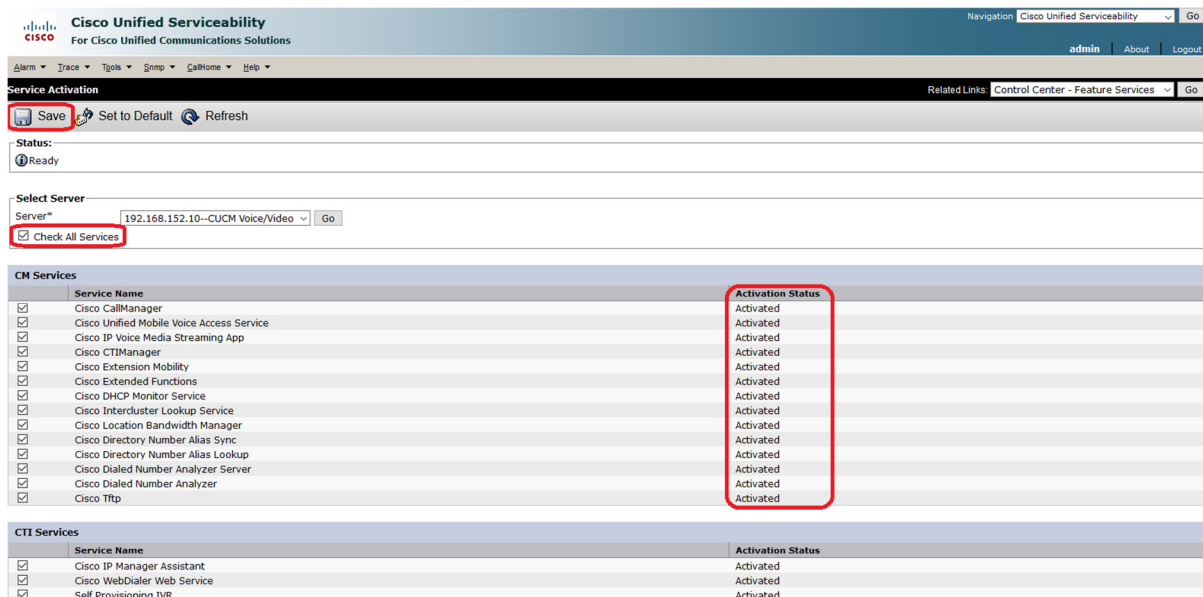 Cisco Unified Serviceability
For Cisco Unified Communications Solutions
CISCO
Navigation Cisco Unified Serviceability Go
admin About Logout
Alarm Trace Tools Snmp CallHome Help
Service Activation
Related Links: Control Center - Feature Services Go
Save Set to Default Refresh
Status:
Ready
Select Server
Server* 192.168.152.10--CUCM Voice/Video Go
Check All Services
CM Services
Service Name Activation Status
Cisco CallManager Activated
Cisco Unified Mobile Voice Access Service Activated
Cisco IP Voice Media Streaming App Activated
Cisco CTIManager Activated
Cisco Extension Mobility Activated
Cisco Extended Functions Activated
Cisco DHCP Monitor Service Activated
Cisco Intercluster Lookup Service Activated
Cisco Location Bandwidth Manager Activated
Cisco Directory Number Alias Sync Activated
Cisco Directory Number Alias Lookup Activated
Cisco Dialed Number Analyzer Server Activated
Cisco Dialed Number Analyzer Activated
Cisco Tftp Activated
CTI Services
Service Name Activation Status
Cisco IP Manager Assistant Activated
Cisco WebDialer Web Service Activated
Self Provisioning IVR Activated